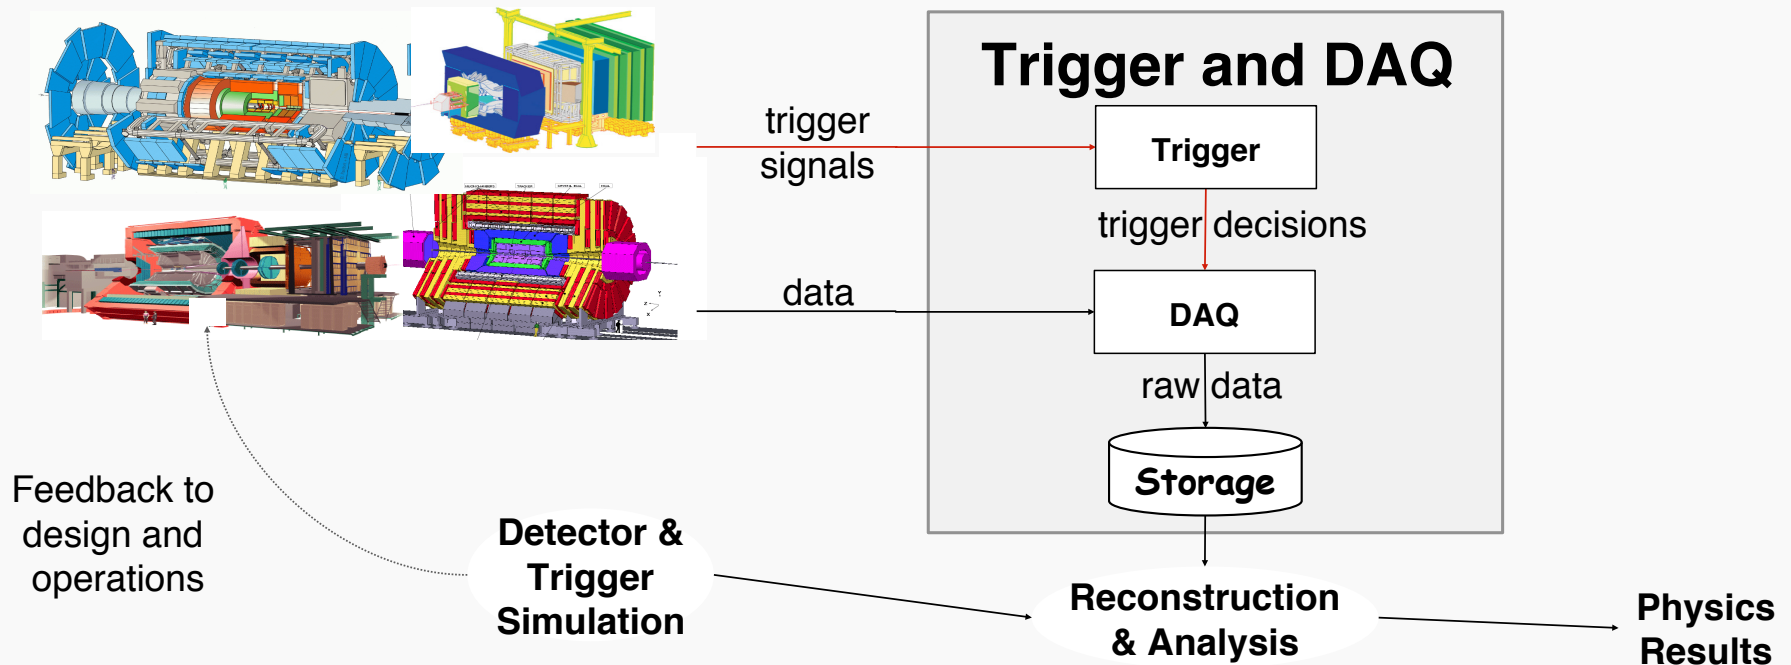 Trigger and DAQ
trigger
signals
Trigger
trigger decisions
data
DAQ
raw data
Storage
Feedback to
design and
operations
Detector &
Trigger
Simulation
Reconstruction
& Analysis
Physics
Results